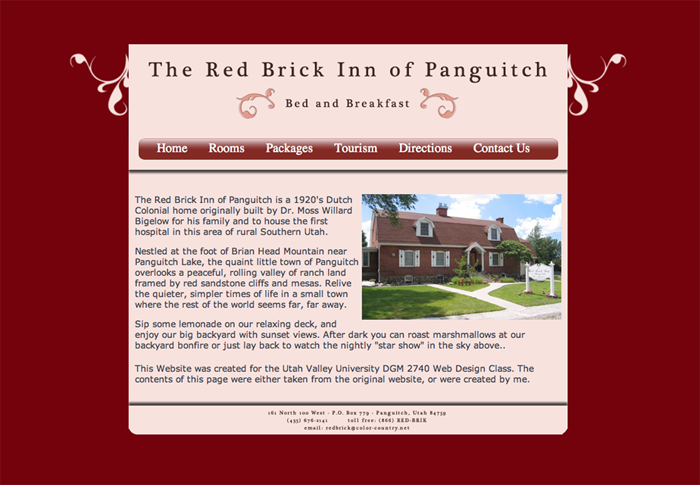 The Red Brick Inn of Panguitch
Bed and Breakfast
Home Rooms Packages Tourism Directions Contact Us
The Red Brick Inn of Panguitch is a 1920's Dutch
Colonial home originally built by Dr. Moss Willard
Bigelow for his family and to house the first
hospital in this area of rural Southern Utah.
Nestled at the foot of Brian Head Mountain near
Panguitch Lake, the quaint little town of Panguitch
overlooks a peaceful, rolling valley of ranch land
framed by red sandstone cliffs and mesas. Relive
the quieter, simpler times of life in a small town
where the rest of the world seems far, far away.
Sip some lemonade on our relaxing deck, and
enjoy our big backyard with sunset views. After dark you can roast marshmallows at our
backyard bonfire or just lay back to watch the nightly "star show" in the sky above..
This Website was created for the Utah Valley University DGM 2740 Web Design Class. The
contents of this page were either taken from the original website, or were created by me.
161 North 100 West · P.O. Box 779 · Panguitch, Utah 84759
(435) 676-2141 toll free: (866) RED-BRIK
email: redbrick@color-country.net